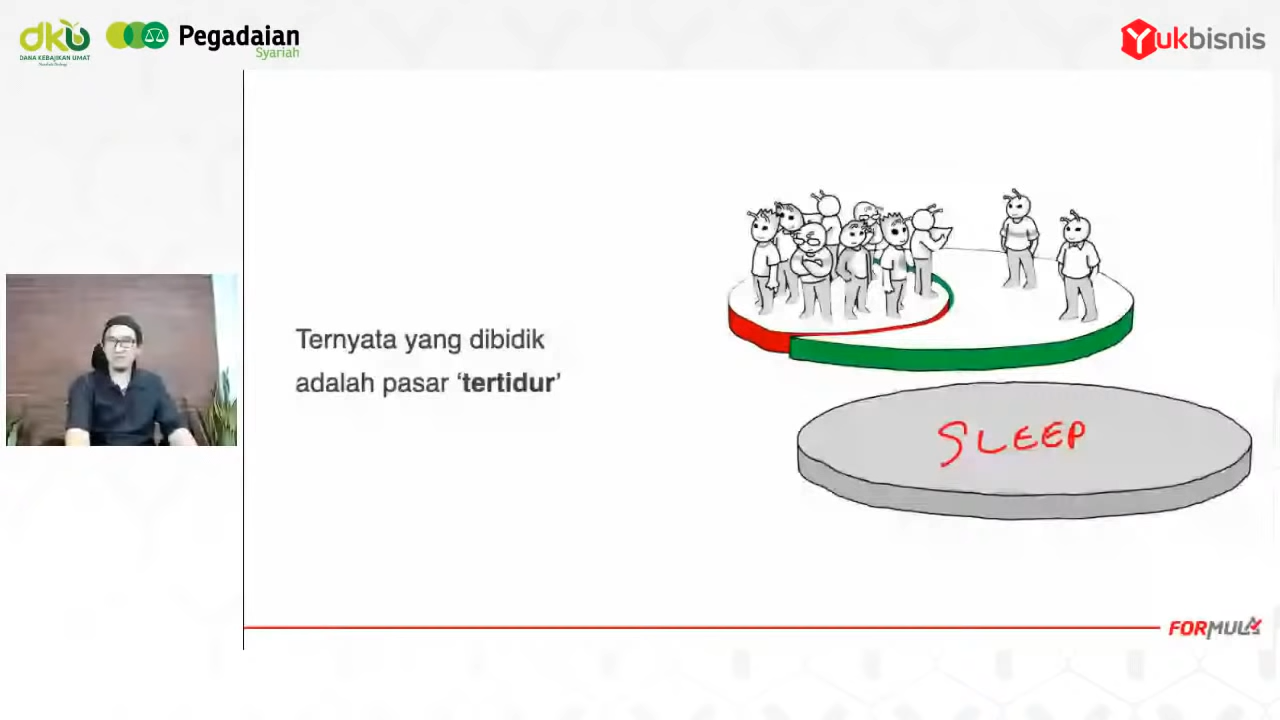 dku
DANA KEBAJIKAN UMAT
Pegadaian
Syariah
Yukbisnis
Ternyata yang dibidik
adalah pasar ‘tertidur’
SLEEP
FORMULA